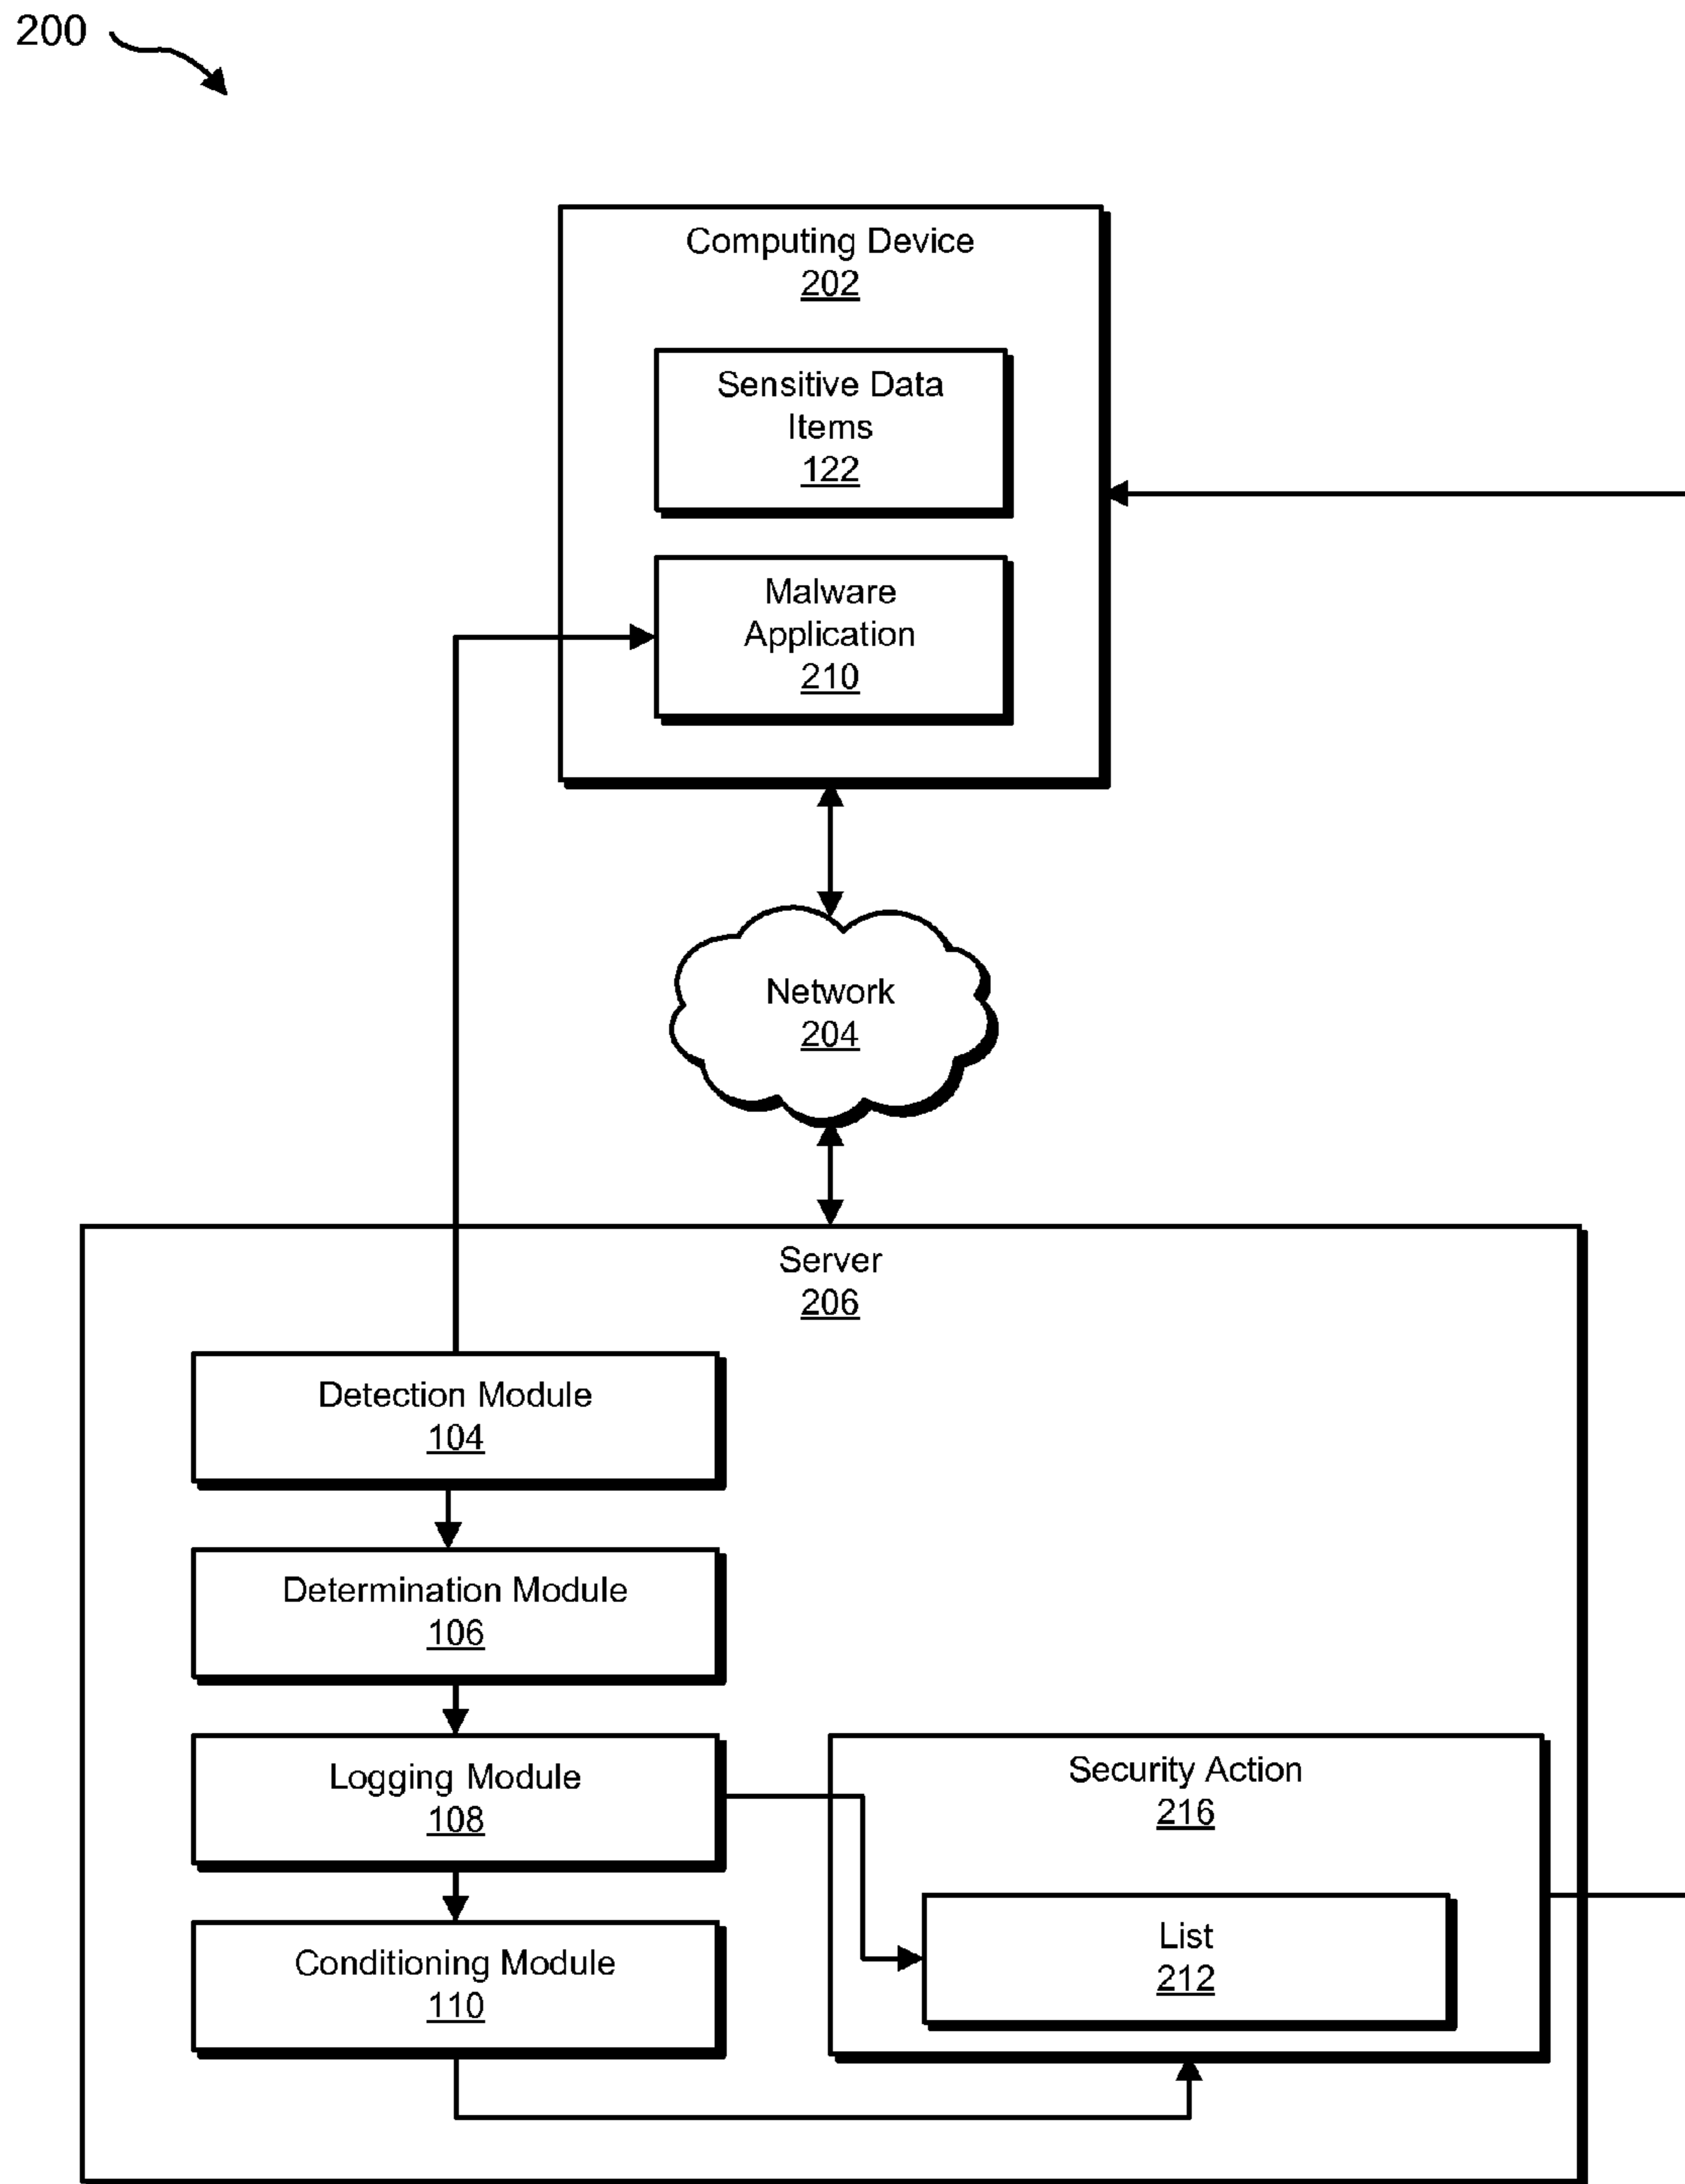 200
Computing Device
202
Sensitive Data
Items
122
Malware
Application
210
Network
204
Server
206
Detection Module
104
Determination Module
106
Logging Module
108
Conditioning Module
110
Security Action
216
List
212